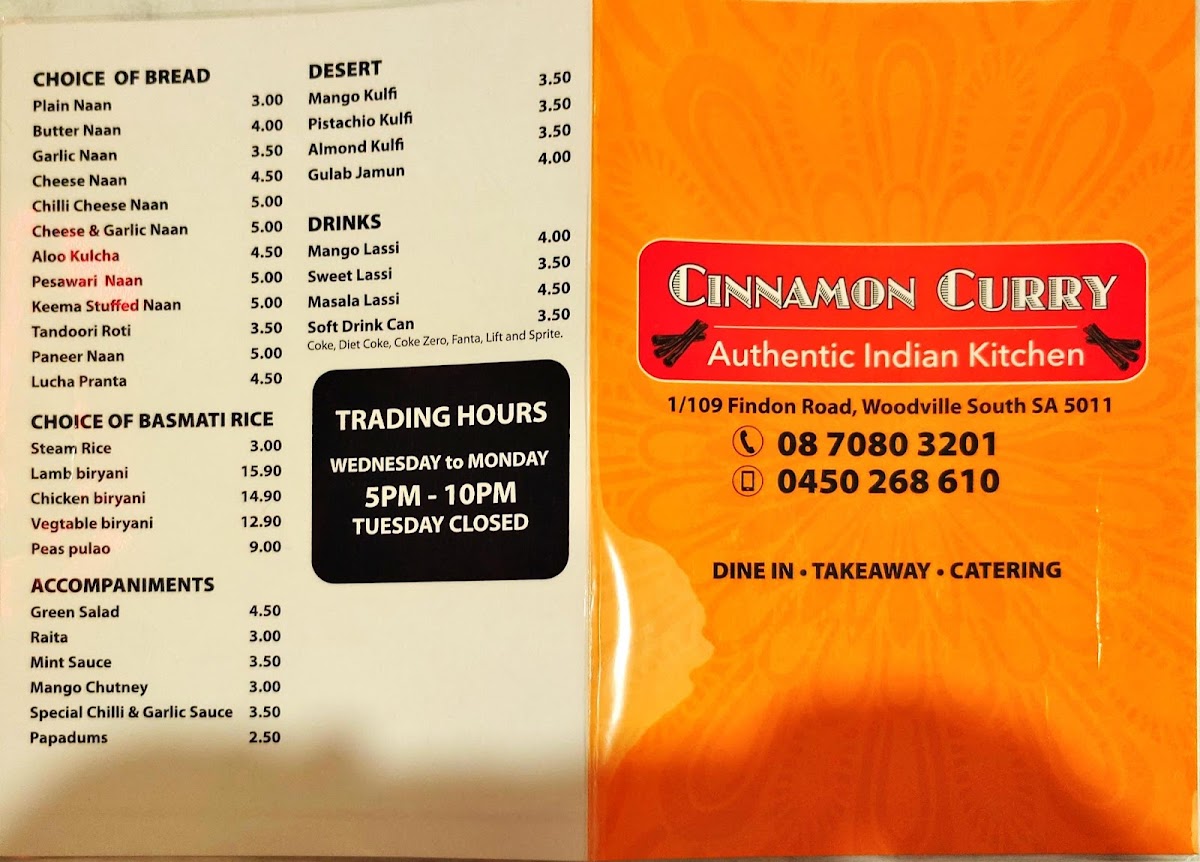 CHOICE OF BREAD
Plain Naan 3.00
Butter Naan 4.00
Garlic Naan 3.50
Cheese Naan 4.50
Chilli Cheese Naan 5.00
Cheese & Garlic Naan 5.00
Aloo Kulcha 4.50
Pesawari Naan 5.00
Keema Stuffed Naan 5.00
Tandoori Roti 3.50
Paneer Naan 5.00
Lucha Pranta 4.50
CHOICE OF BASMATI RICE
Steam Rice 3.00
Lamb biryani 15.90
Chicken biryani 14.90
Vegtable biryani 12.90
Peas pulao 9.00
ACCOMPANIMENTS
Green Salad 4.50
Raita 3.00
Mint Sauce 3.50
Mango Chutney 3.00
Special Chilli & Garlic Sauce 3.50
Papadums 2.50
DESERT
Mango Kulfi 3.50
Pistachio Kulfi 3.50
Almond Kulfi 3.50
Gulab Jamun 4.00
DRINKS
Mango Lassi 4.00
Sweet Lassi 3.50
Masala Lassi 4.50
Soft Drink Can 3.50
Coke, Diet Coke, Coke Zero, Fanta, Lift and Sprite.
TRADING HOURS
WEDNESDAY to MONDAY
5PM - 10PM
TUESDAY CLOSED
CINNAMON CURRY
Authentic Indian Kitchen
1/109 Findon Road, Woodville South SA 5011
08 7080 3201
0450 268 610
DINE IN • TAKEAWAY • CATERING